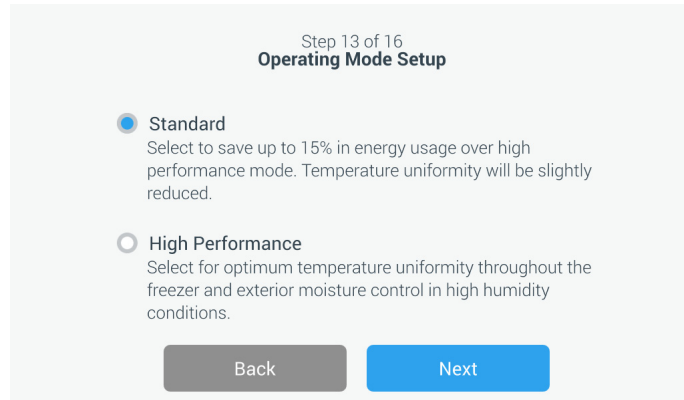 Step 13 of 16
Operating Mode Setup
Standard
Select to save up to 15% in energy usage over high
performance mode. Temperature uniformity will be slightly
reduced.
High Performance
Select for optimum temperature uniformity throughout the
freezer and exterior moisture control in high humidity
conditions.
Back
Next